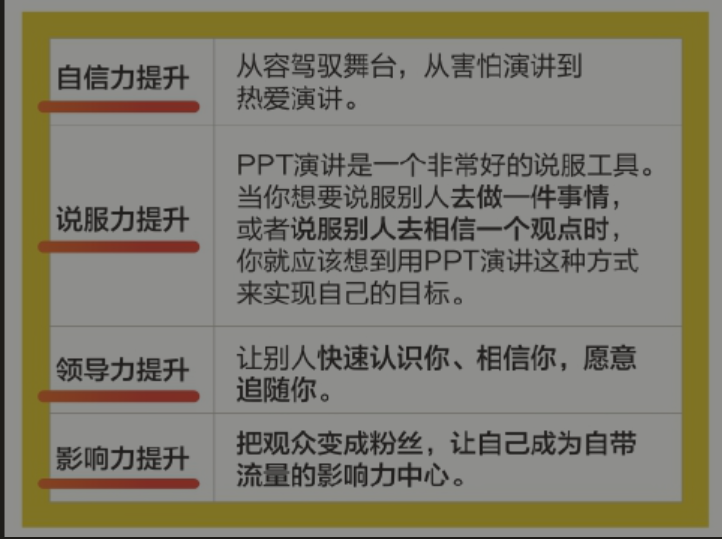 自信力提升
从容驾驭舞台，从害怕演讲到
热爱演讲。
说服力提升
PPT演讲是一个非常好的说服工具。
当你想要说服别人去做一件事情，
或者说服别人去相信一个观点时，
你就应该想到用PPT演讲这种方式
来实现自己的目标。
领导力提升
让别人快速认识你、相信你，愿意
追随你。
影响力提升
把观众变成粉丝，让自己成为自带
流量的影响力中心。